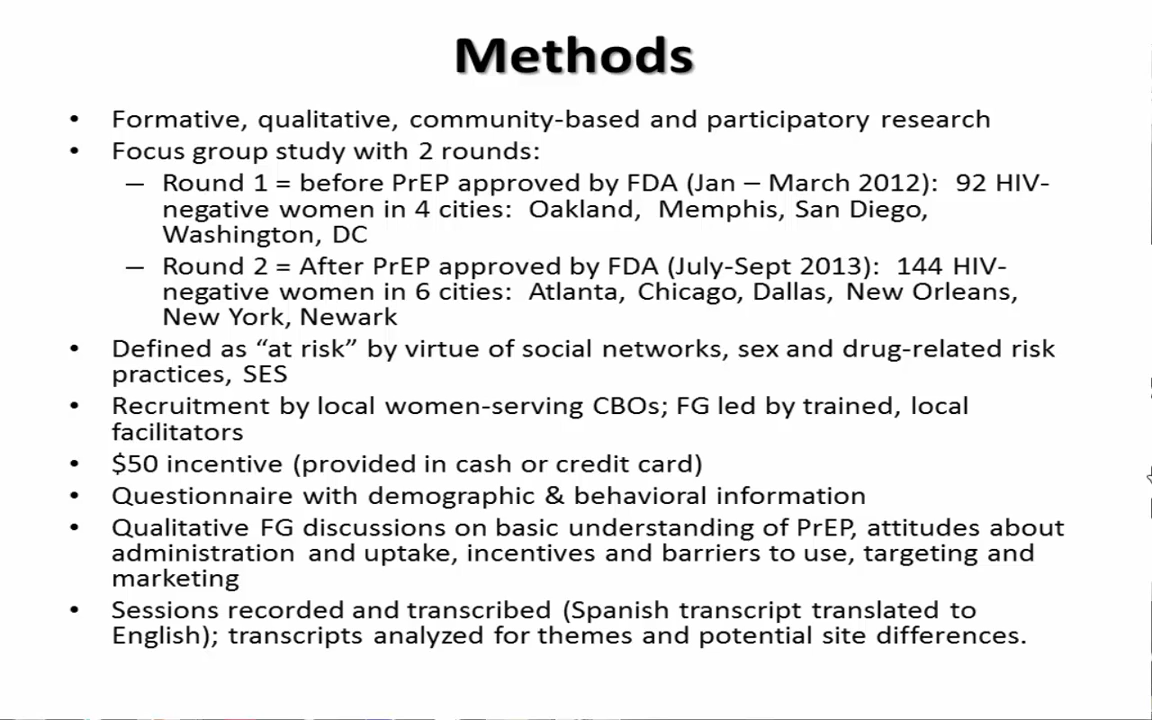 Methods
• Formative, qualitative, community-based and participatory research
• Focus group study with 2 rounds:
– Round 1 = before PrEP approved by FDA (Jan – March 2012): 92 HIV-
negative women in 4 cities: Oakland, Memphis, San Diego,
Washington, DC
– Round 2 = After PrEP approved by FDA (July-Sept 2013): 144 HIV-
negative women in 6 cities: Atlanta, Chicago, Dallas, New Orleans,
New York, Newark
• Defined as “at risk” by virtue of social networks, sex and drug-related risk
practices, SES
• Recruitment by local women-serving CBOs; FG led by trained, local
facilitators
• $50 incentive (provided in cash or credit card)
• Questionnaire with demographic & behavioral information
• Qualitative FG discussions on basic understanding of PrEP, attitudes about
administration and uptake, incentives and barriers to use, targeting and
marketing
• Sessions recorded and transcribed (Spanish transcript translated to
English); transcripts analyzed for themes and potential site differences.